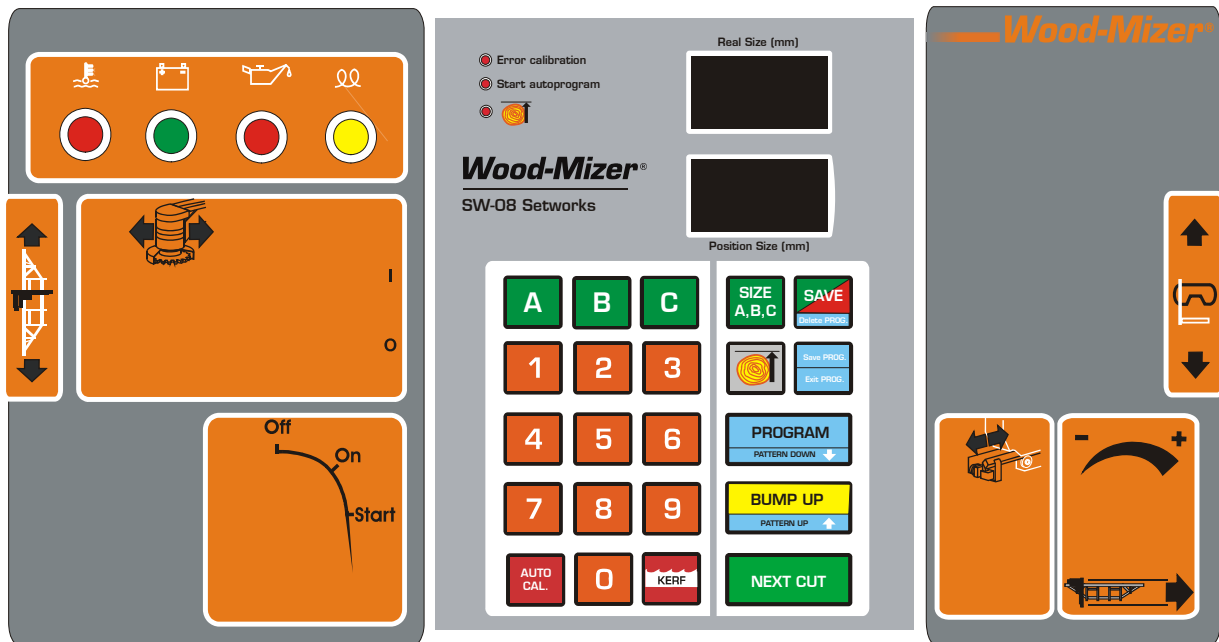 I
O
Off
On
Start
Error calibration
Start autoprogram
Wood-Mizer®
SW-08 Setworks
Real Size (mm)
Position Size (mm)
A B C
1 2 3
4 5 6
7 8 9
AUTO
CAL.
0
KERF
SIZE
A,B,C
SAVE
Delete PROG.
Save PROG.
Exit PROG.
PROGRAM
PATTERN DOWN
BUMP UP
PATTERN UP
NEXT CUT
Wood-Mizer®
- +